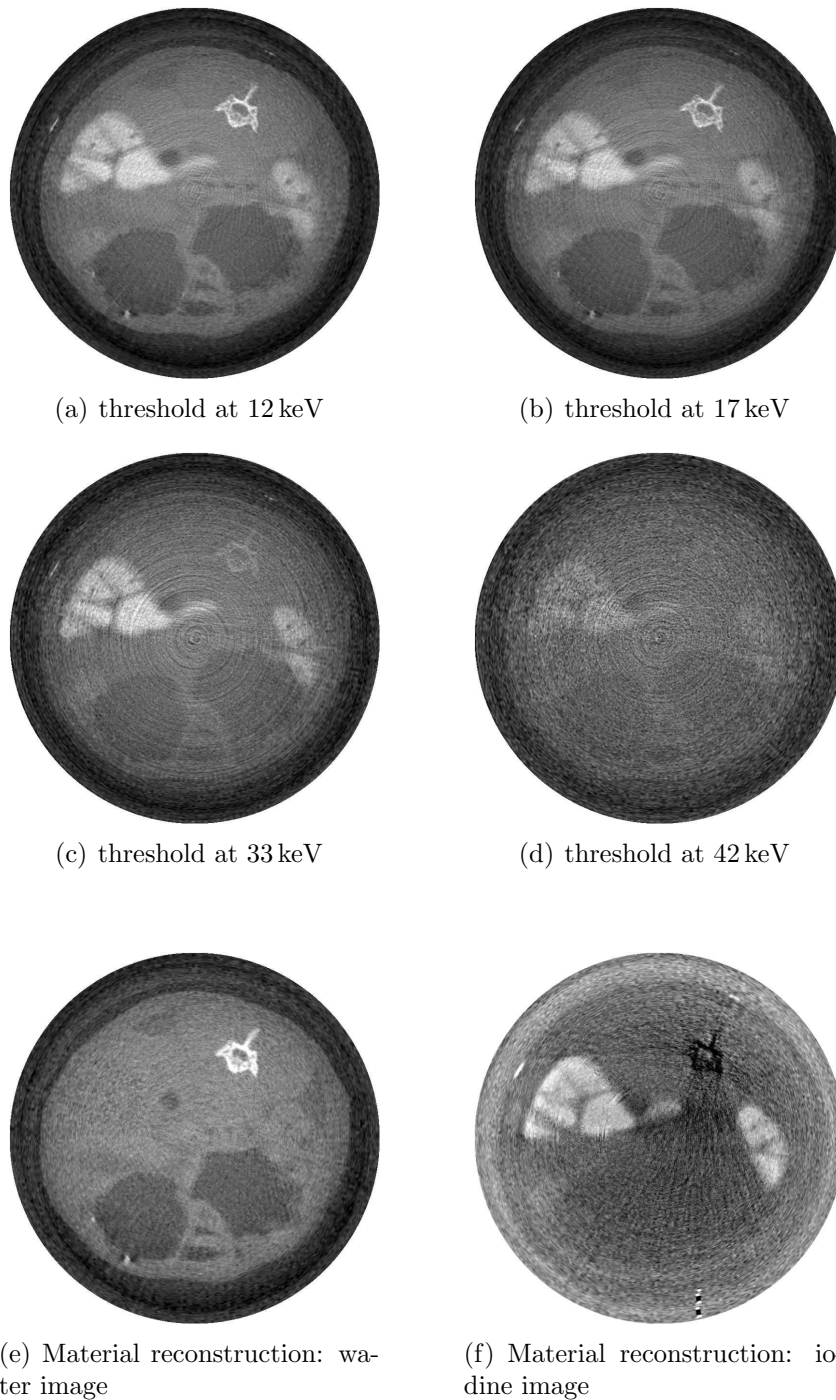 (a) threshold at 12 keV
(b) threshold at 17 keV
(c) threshold at 33 keV
(d) threshold at 42 keV
(e) Material reconstruction: wa-
ter image
(f) Material reconstruction: io
dine image